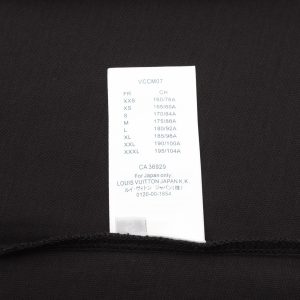 VCCM07
FR CH
XXS 160/76A
XS 165/80A
S 170/84A
M 175/88A
L 180/92A
XL 185/96A
XXL 190/100A
XXXL 195/104A
CA 36929
For Japan only.
LOUIS VUITTON JAPAN K.K
ルイ ヴィトン ジャパン(株)
0120-00-1854